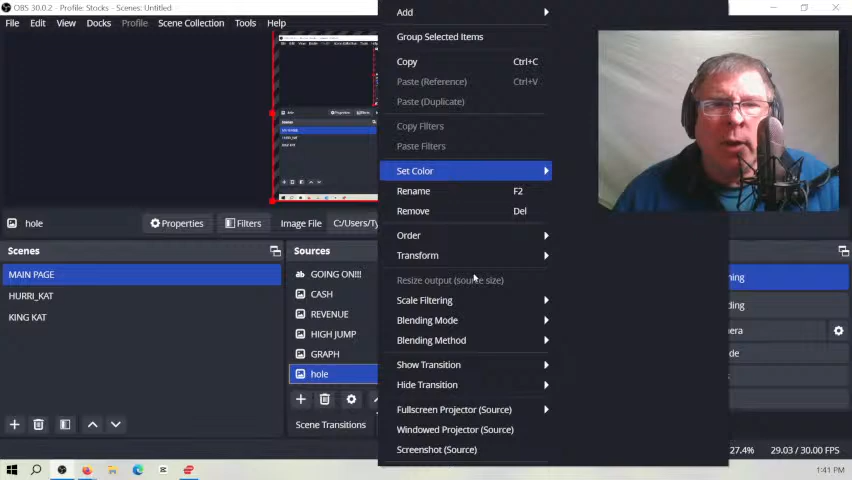 OBS 30.0.2 - Profile: Stocks - Scenes: Untitled
File Edit View Docks Profile Scene Collection Tools Help
Add
Group Selected Items
Copy Ctrl+C
Paste (Reference) Ctrl+V
Paste (Duplicate)
Copy Filters
Paste Filters
Set Color
Rename F2
Remove Del
Order
Transform
Resize output (source size)
Scale Filtering
Blending Mode
Blending Method
Show Transition
Hide Transition
Fullscreen Projector (Source)
Windowed Projector (Source)
Screenshot (Source)
hole
Properties Filters Image File C:/Users/Ty
Scenes
MAIN PAGE
HURRI_KAT
KING KAT
Sources
ab GOING ON!!!
CASH
REVENUE
HIGH JUMP
GRAPH
hole
Scene Transitions
27.4% 29.03 / 30.00 FPS
1:41 PM